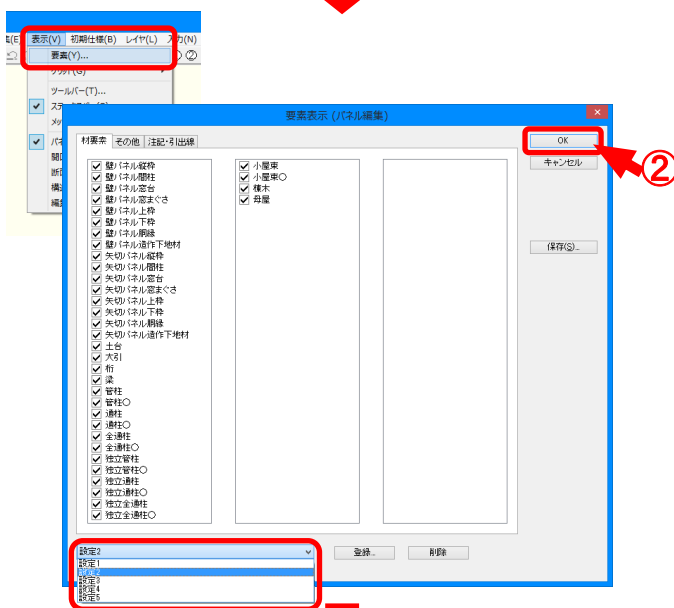 表示(V) 初期仕様(B) レイヤ(L) 入力(N)
要素(Y)...
②
ツールバー(T)...
要素表示 (パネル編集)
材要素 その他 注記・引出線
OK
キャンセル
保存(S)...
②
壁パネル縦枠
壁パネル間柱
壁パネル窓台
壁パネル窓まぐさ
壁パネル上枠
壁パネル下枠
壁パネル胴縁
壁パネル造作下地材
矢切パネル縦枠
矢切パネル間柱
矢切パネル窓台
矢切パネル窓まぐさ
矢切パネル上枠
矢切パネル下枠
矢切パネル胴縁
矢切パネル造作下地材
土台
大引
桁
梁
管柱
管柱○
通柱
通柱○
全通柱
全通柱○
独立管柱
独立管柱○
独立通柱
独立通柱○
独立全通柱
独立全通柱○
小屋束
小屋束○
棟木
母屋
設定2
登録...
削除
設定1
設定2
設定3
設定4
設定5